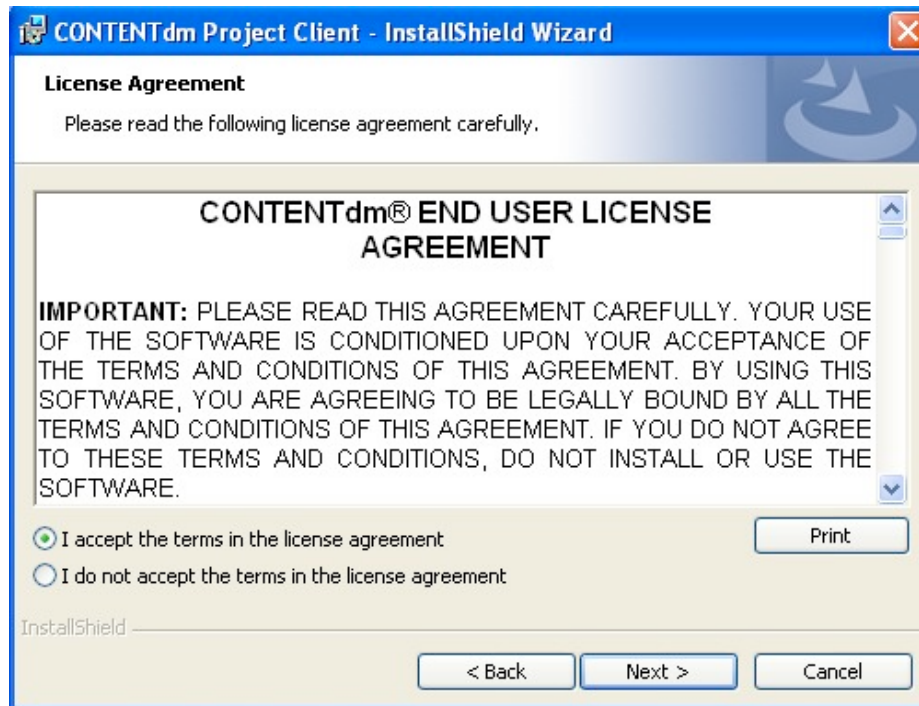 CONTENTdm Project Client - InstallShield Wizard
License Agreement
Please read the following license agreement carefully.
CONTENTdm® END USER LICENSE
AGREEMENT
IMPORTANT: PLEASE READ THIS AGREEMENT CAREFULLY. YOUR USE
OF THE SOFTWARE IS CONDITIONED UPON YOUR ACCEPTANCE OF
THE TERMS AND CONDITIONS OF THIS AGREEMENT. BY USING THIS
SOFTWARE, YOU ARE AGREEING TO BE LEGALLY BOUND BY ALL THE
TERMS AND CONDITIONS OF THIS AGREEMENT. IF YOU DO NOT AGREE
TO THESE TERMS AND CONDITIONS, DO NOT INSTALL OR USE THE
SOFTWARE.
I accept the terms in the license agreement
Print
I do not accept the terms in the license agreement
InstallShield
< Back Next > Cancel